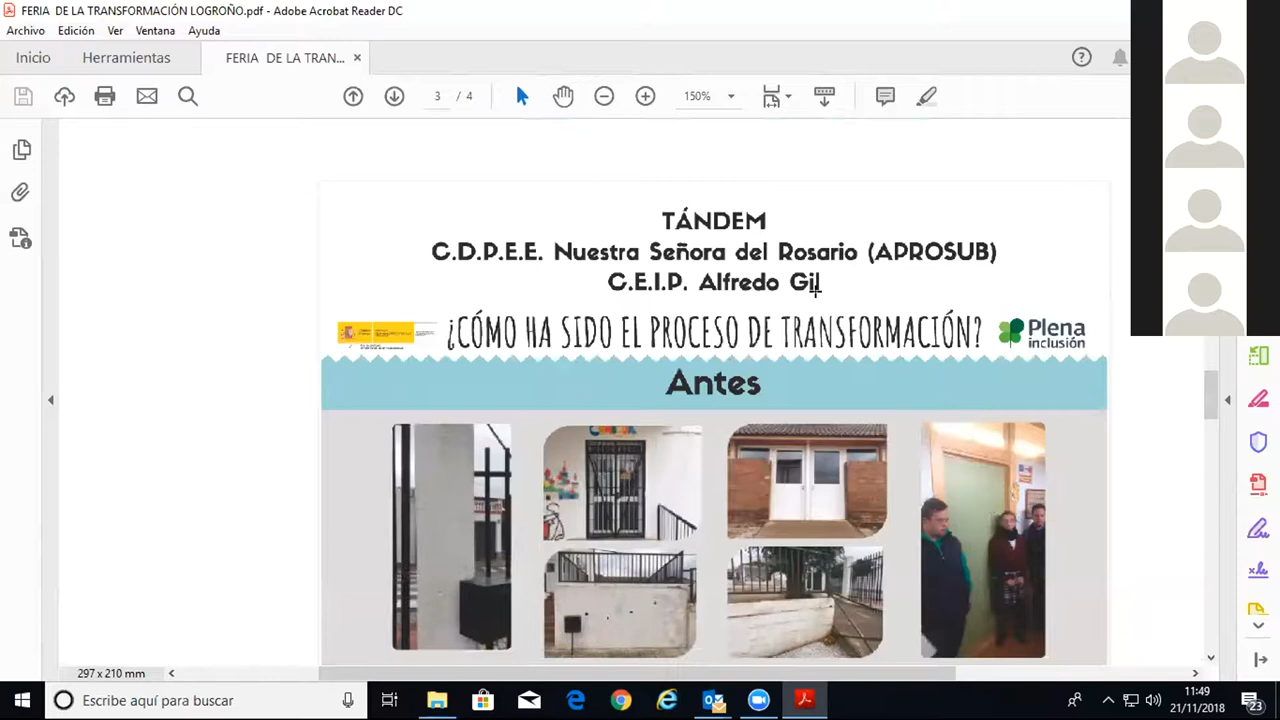 FERIA  DE LA TRANSFORMACIÓN LOGROÑO.pdf - Adobe Acrobat Reader DC
Archivo Edición Ver Ventana Ayuda
Inicio Herramientas FERIA DE LA TRAN... ×
3 / 4 150%
TÁNDEM
C.D.P.E.E. Nuestra Señora del Rosario (APROSUB)
C.E.I.P. Alfredo Gil
¿CÓMO HA SIDO EL PROCESO DE TRANSFORMACIÓN?
Plena
inclusión
Antes
297 x 210 mm
Escribe aquí para buscar
11:49
21/11/2018
23